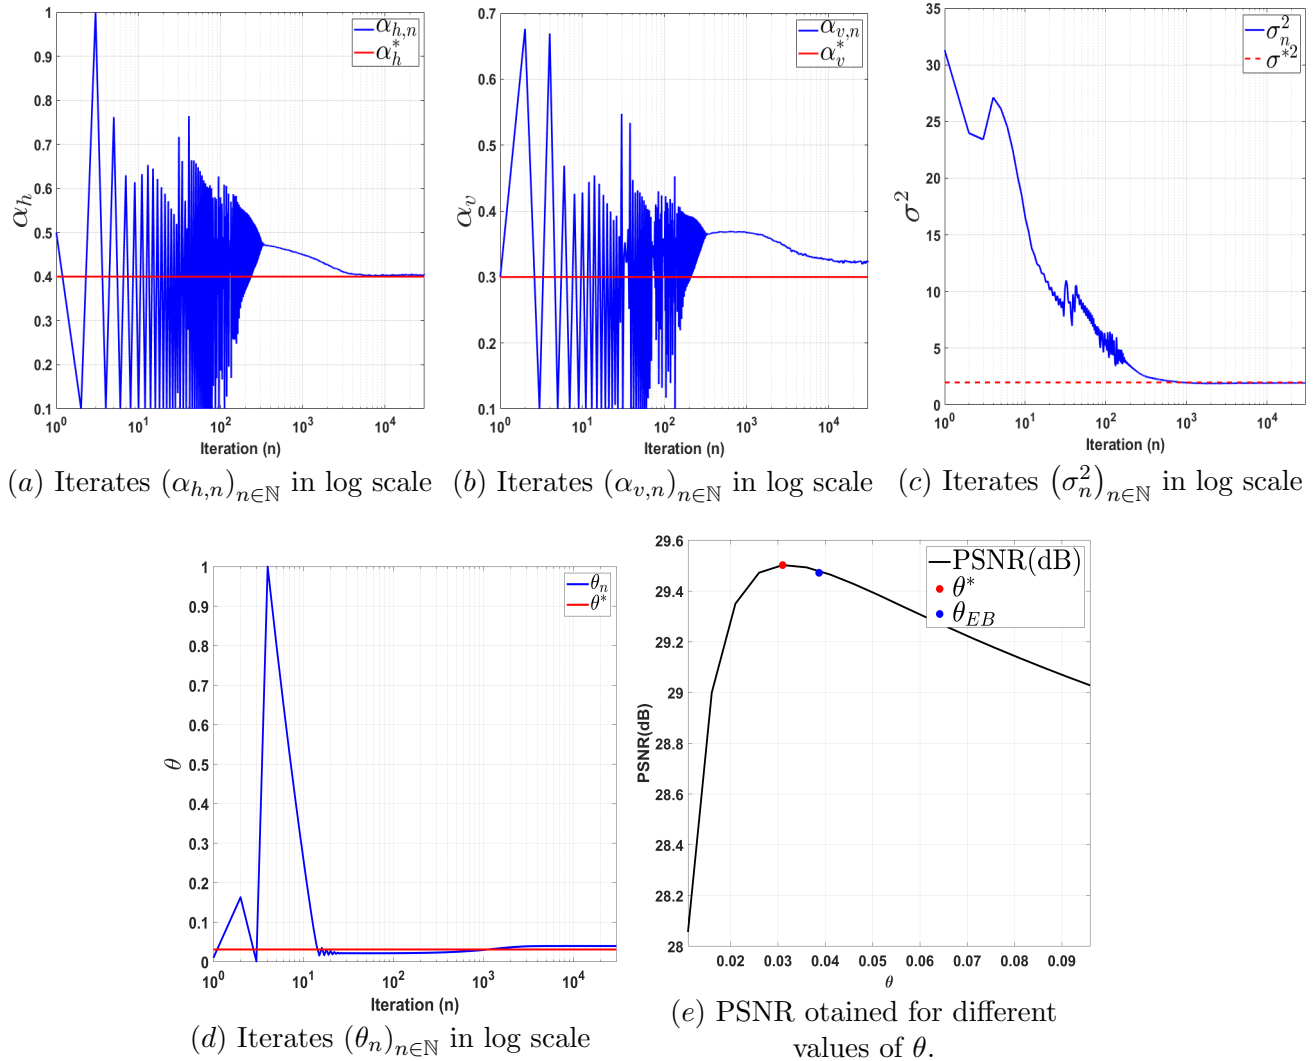 1
0.9
0.8
0.7
0.6
0.5
0.4
0.3
0.2
0.1
α_h
10^0 10^1 10^2 10^3 10^4
Iteration (n)
α_{h,n}
α_h^*
(a) Iterates (α_{h,n})_{n∈ℕ} in log scale
0.7
0.6
0.5
0.4
0.3
0.2
0.1
α_v
10^0 10^1 10^2 10^3 10^4
Iteration (n)
α_{v,n}
α_v^*
(b) Iterates (α_{v,n})_{n∈ℕ} in log scale
35
30
25
20
15
10
5
0
σ^2
10^0 10^1 10^2 10^3 10^4
Iteration (n)
σ_n^2
σ^{*2}
(c) Iterates (σ_n^2)_{n∈ℕ} in log scale
1
0.9
0.8
0.7
0.6
0.5
0.4
0.3
0.2
0.1
0
θ
10^0 10^1 10^2 10^3 10^4
Iteration (n)
θ_n
θ^*
(d) Iterates (θ_n)_{n∈ℕ} in log scale
29.6
29.4
29.2
29
28.8
28.6
28.4
28.2
28
PSNR(dB)
0.02 0.03 0.04 0.05 0.06 0.07 0.08 0.09
θ
PSNR(dB)
θ^*
θ_{EB}
(e) PSNR otained for different
values of θ.